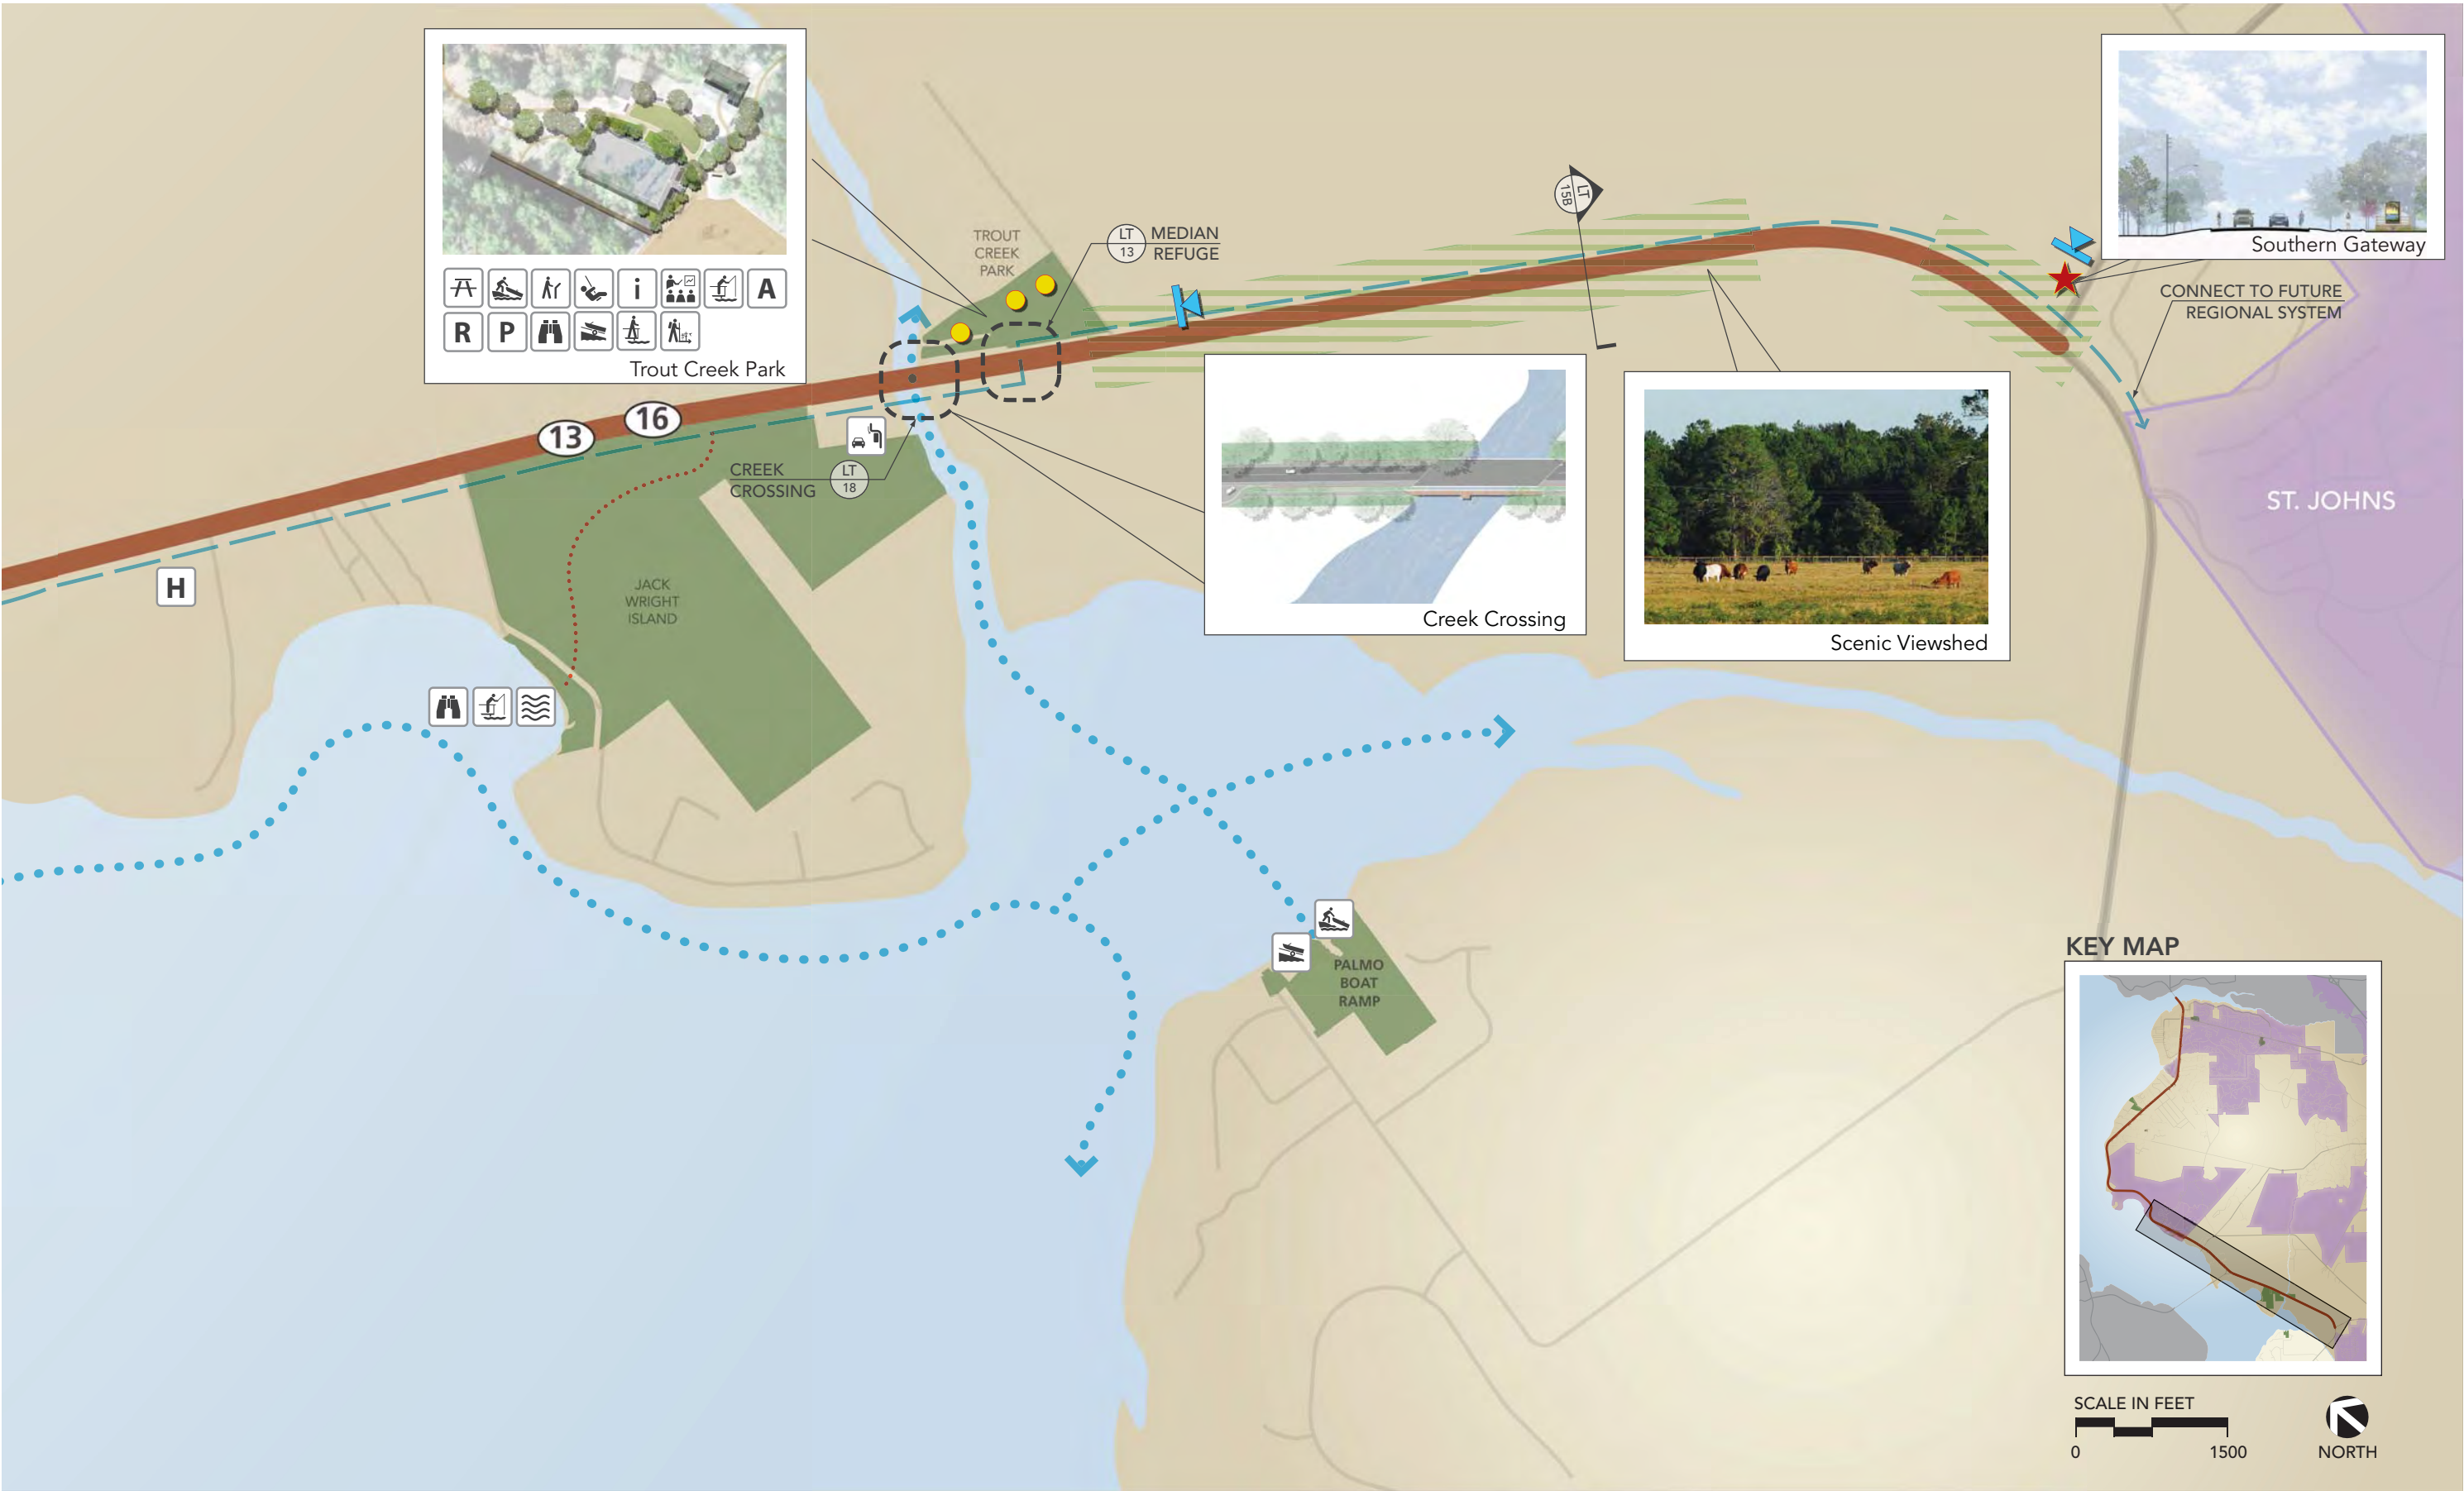 i
A
R
P
Trout Creek Park
TROUT
CREEK
PARK
LT
13
MEDIAN
REFUGE
LT
15B
Southern Gateway
CONNECT TO FUTURE
REGIONAL SYSTEM
13
16
CREEK
CROSSING
LT
18
H
JACK
WRIGHT
ISLAND
Creek Crossing
Scenic Viewshed
ST. JOHNS
PALMO
BOAT
RAMP
KEY MAP
SCALE IN FEET
0
1500
NORTH